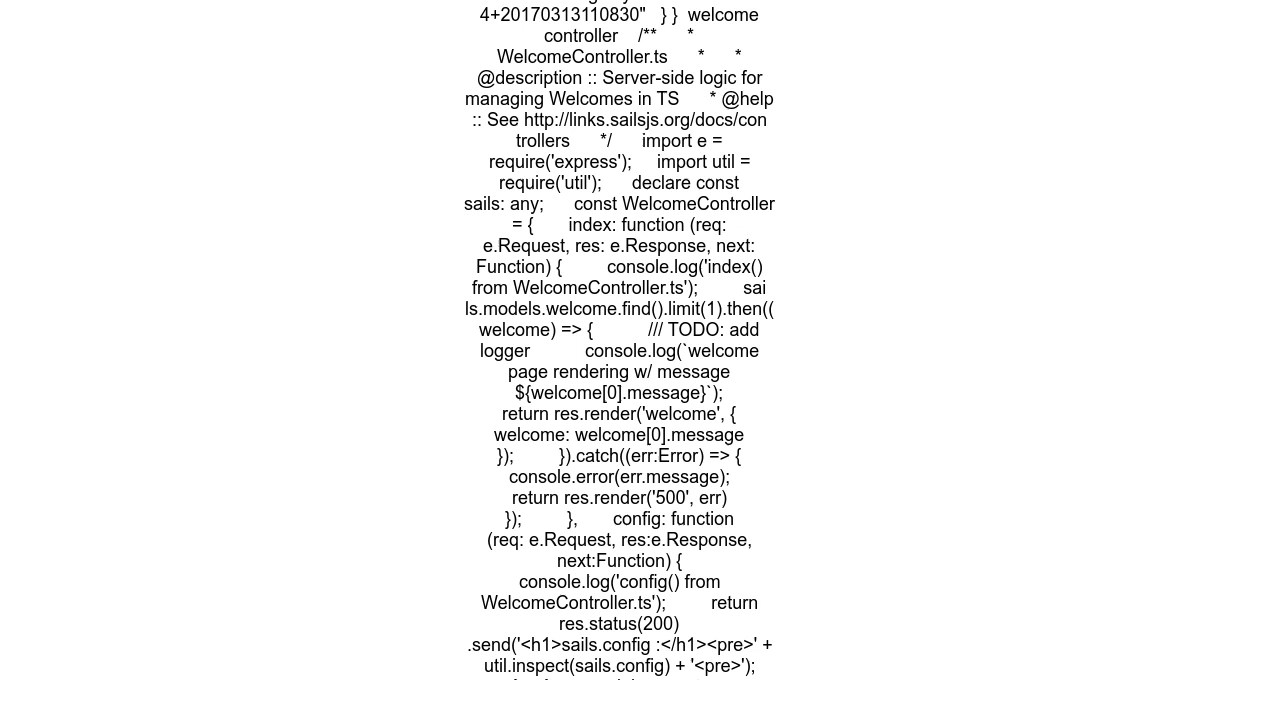 4+20170313110830" } } welcome
controller /** *
WelcomeController.ts * *
@description :: Server-side logic for
managing Welcomes in TS * @help
:: See http://links.sailsjs.org/docs/con
trollers */ import e =
require('express'); import util =
require('util'); declare const
sails: any; const WelcomeController
= { index: function (req:
e.Request, res: e.Response, next:
Function) { console.log('index()
from WelcomeController.ts'); sai
ls.models.welcome.find().limit(1).then((
welcome) => { /// TODO: add
logger console.log(`welcome
page rendering w/ message
${welcome[0].message}`);
return res.render('welcome', {
welcome: welcome[0].message
}); }).catch((err:Error) => {
console.error(err.message);
return res.render('500', err)
}); }, config: function
(req: e.Request, res:e.Response,
next:Function) {
console.log('config() from
WelcomeController.ts'); return
res.status(200)
.send('<h1>sails.config :</h1><pre>' +
util.inspect(sails.config) + '<pre>');